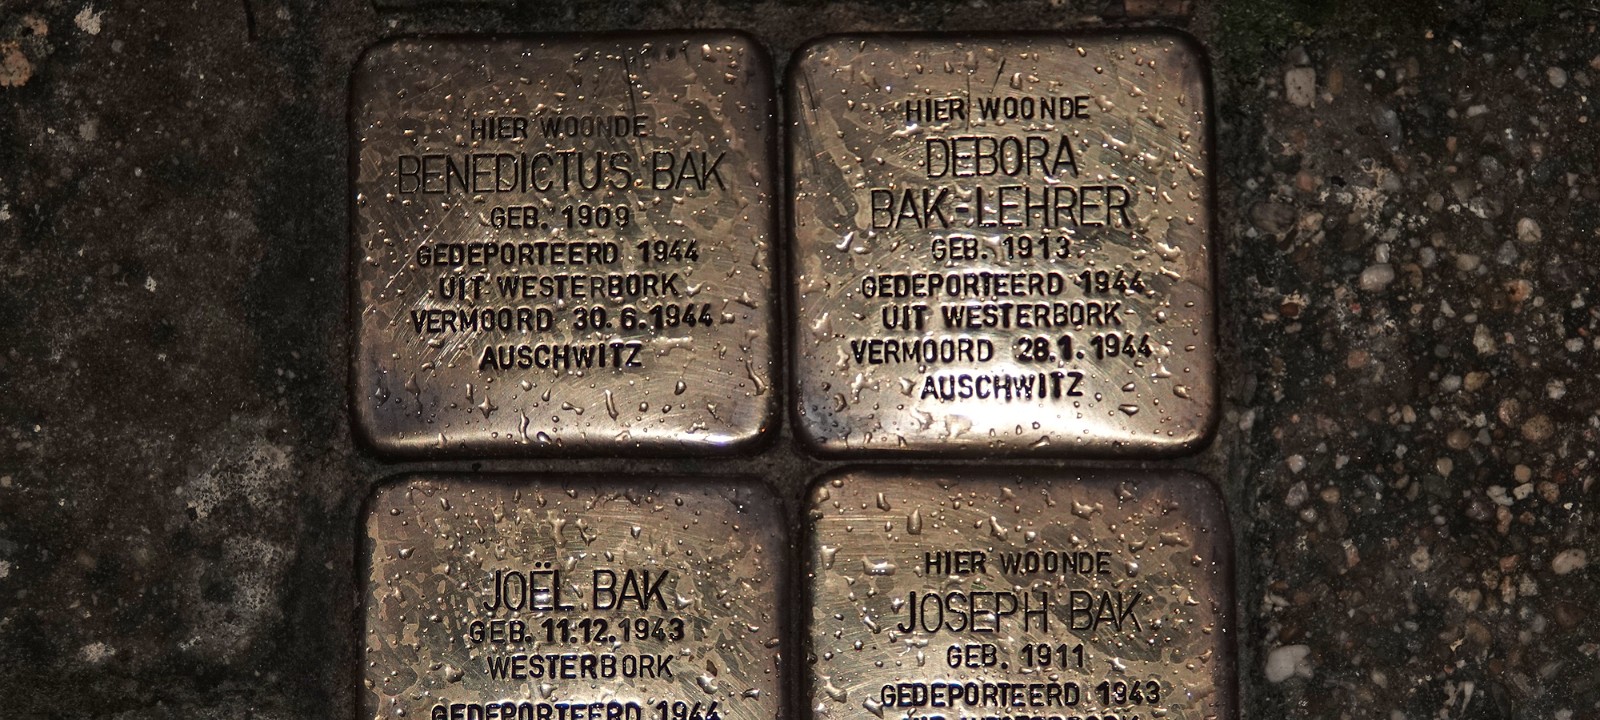 HIER WOONDE
BENEDICTUS BAK
GEB. 1909
GEDEPORTEERD 1944
UIT WESTERBORK
VERMOORD 30.6.1944
AUSCHWITZ
HIER WOONDE
DEBORA
BAK-LEHRER
GEB. 1913
GEDEPORTEERD 1944
UIT WESTERBORK
VERMOORD 28.1.1944
AUSCHWITZ
JOËL BAK
GEB. 11.12.1943
WESTERBORK
GEDEPORTEERD 1944
HIER WOONDE
JOSEPH BAK
GEB. 1911
GEDEPORTEERD 1943